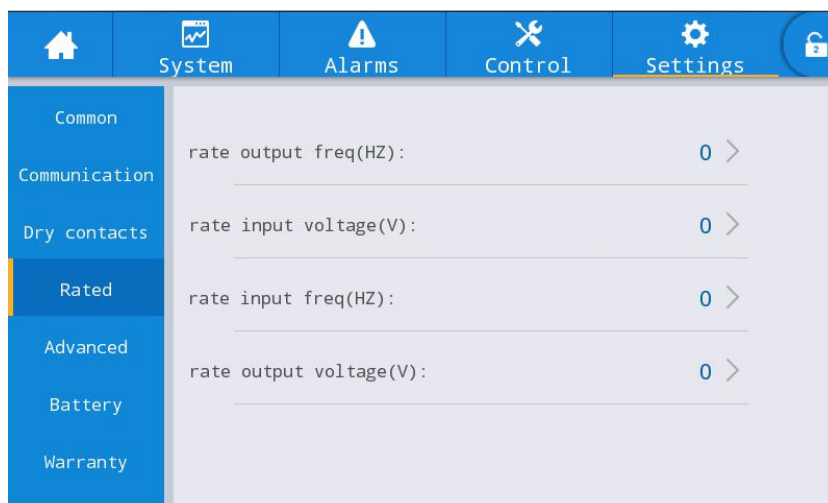 System
Alarms
Control
Settings
2
Common
Communication
Dry contacts
Rated
Advanced
Battery
Warranty
rate output freq(HZ): 0
rate input voltage(V): 0
rate input freq(HZ): 0
rate output voltage(V): 0